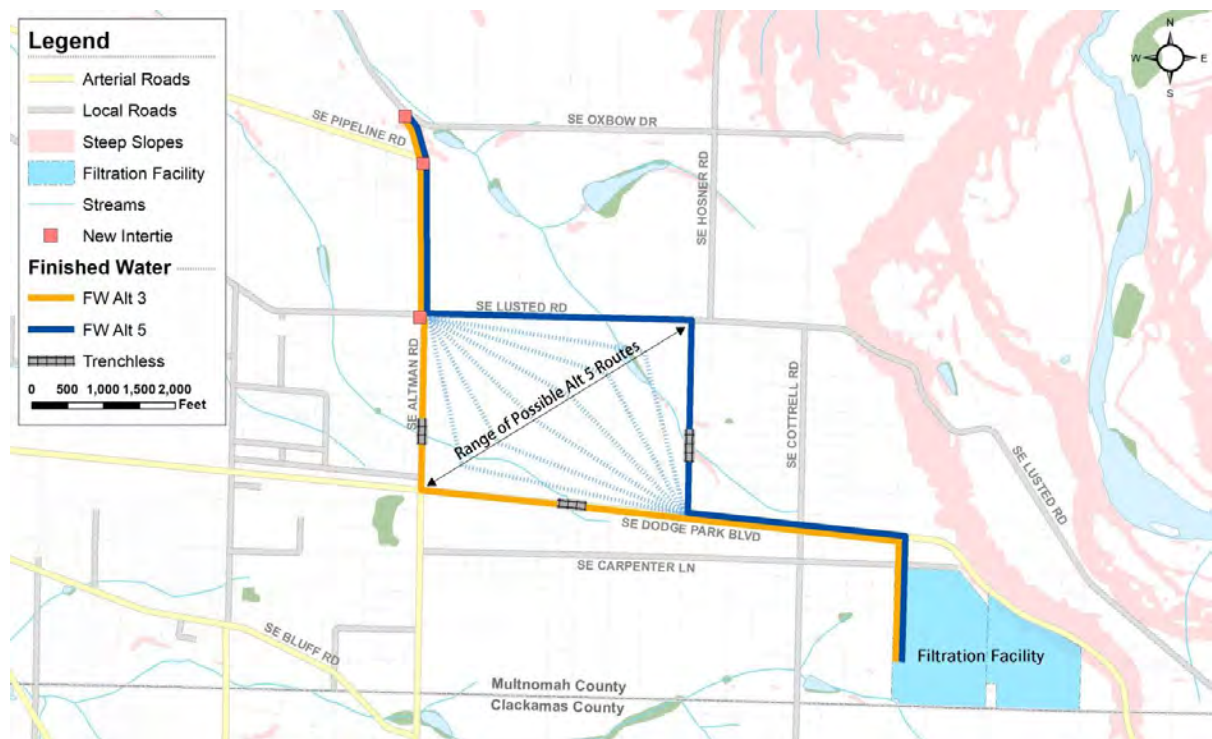 Legend
Arterial Roads
Local Roads
Steep Slopes
Filtration Facility
Streams
New Intertie
Finished Water
FW Alt 3
FW Alt 5
Trenchless
0 500 1,000 1,500 2,000
Feet
N
W E
S
SE PIPELINE RD
SE OXBOW DR
SE HOSNER RD
SE LUSTED RD
SE ALTMAN RD
Range of Possible Alt 5 Routes
SE COTTRELL RD
SE LUSTED RD
SE DODGE PARK BLVD
SE CARPENTER LN
SE BLUFF RD
Filtration Facility
Multnomah County
Clackamas County